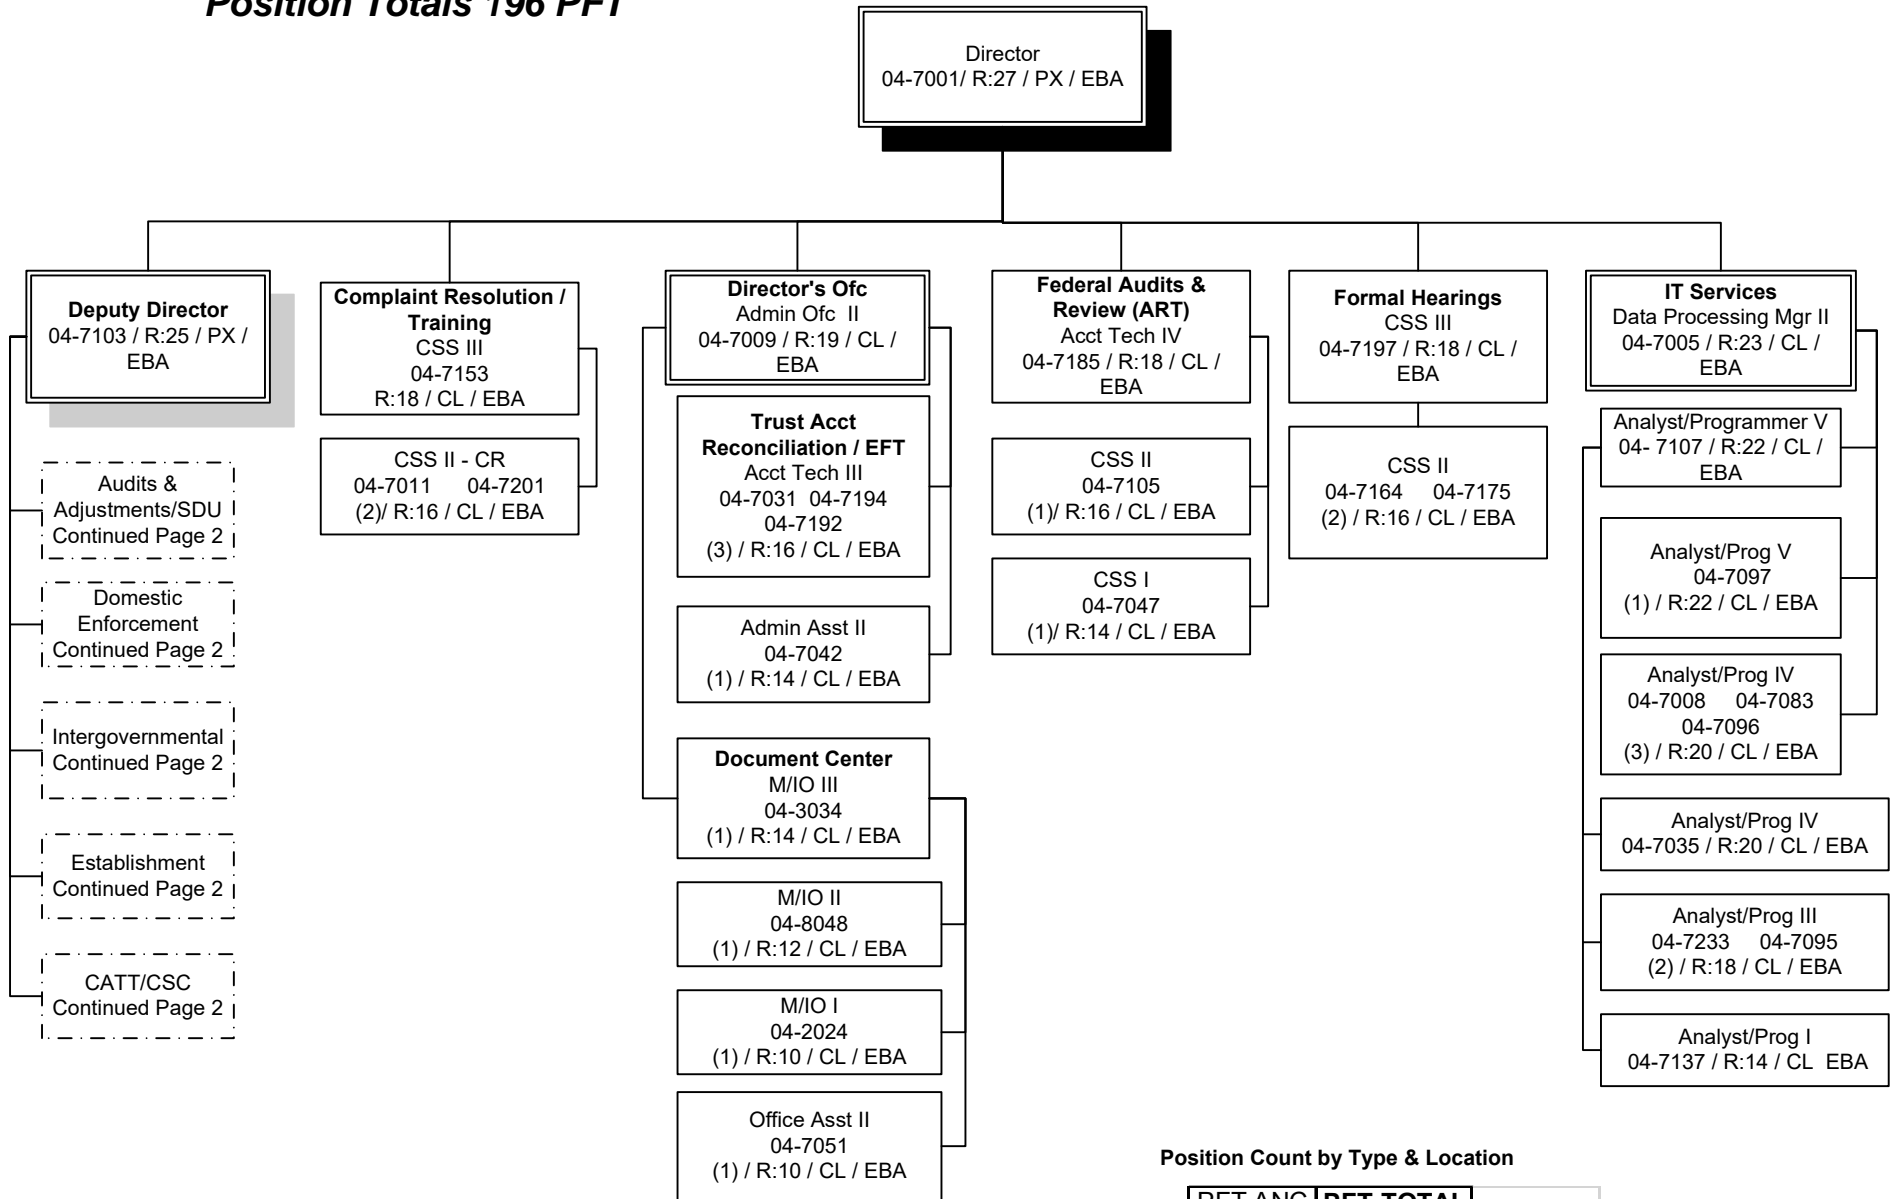 Position Totals 196 PFT
Director
04-7001/ R:27 / PX / EBA
Deputy Director
04-7103 / R:25 / PX /
EBA
Audits &
Adjustments/SDU
Continued Page 2
Domestic
Enforcement
Continued Page 2
Intergovernmental
Continued Page 2
Establishment
Continued Page 2
CATT/CSC
Continued Page 2
Complaint Resolution /
Training
CSS III
04-7153
R:18 / CL / EBA
CSS II - CR
04-7011 04-7201
(2)/ R:16 / CL / EBA
Director's Ofc
Admin Ofc II
04-7009 / R:19 / CL /
EBA
Trust Acct
Reconciliation / EFT
Acct Tech III
04-7031 04-7194
04-7192
(3) / R:16 / CL / EBA
Admin Asst II
04-7042
(1) / R:14 / CL / EBA
Document Center
M/IO III
04-3034
(1) / R:14 / CL / EBA
M/IO II
04-8048
(1) / R:12 / CL / EBA
M/IO I
04-2024
(1) / R:10 / CL / EBA
Office Asst II
04-7051
(1) / R:10 / CL / EBA
Federal Audits &
Review (ART)
Acct Tech IV
04-7185 / R:18 / CL /
EBA
CSS II
04-7105
(1)/ R:16 / CL / EBA
CSS I
04-7047
(1)/ R:14 / CL / EBA
Formal Hearings
CSS III
04-7197 / R:18 / CL /
EBA
CSS II
04-7164 04-7175
(2) / R:16 / CL / EBA
IT Services
Data Processing Mgr II
04-7005 / R:23 / CL /
EBA
Analyst/Programmer V
04- 7107 / R:22 / CL /
EBA
Analyst/Prog V
04-7097
(1) / R:22 / CL / EBA
Analyst/Prog IV
04-7008 04-7083
04-7096
(3) / R:20 / CL / EBA
Analyst/Prog IV
04-7035 / R:20 / CL / EBA
Analyst/Prog III
04-7233 04-7095
(2) / R:18 / CL / EBA
Analyst/Prog I
04-7137 / R:14 / CL EBA
Position Count by Type & Location
PFT ANC PFT TOTAL